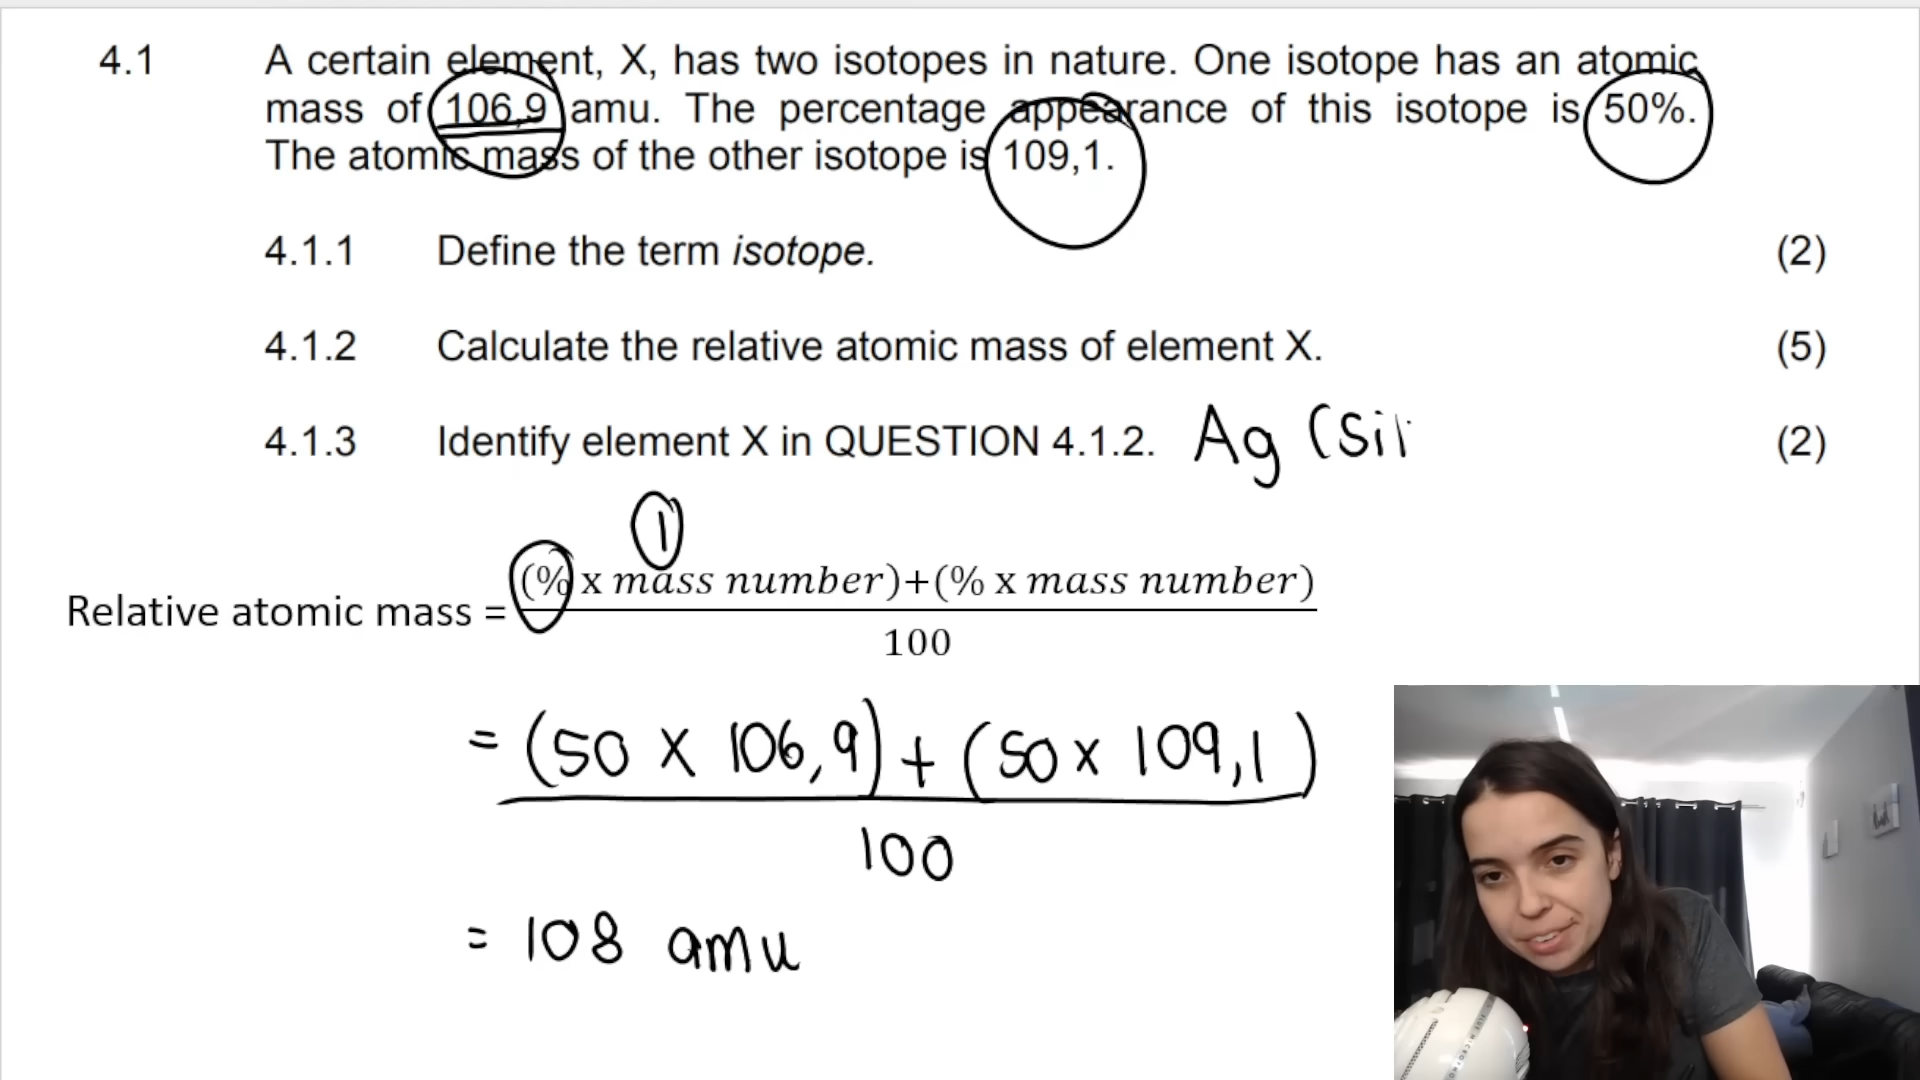 4.1 A certain element, X, has two isotopes in nature. One isotope has an atomic
mass of 106,9 amu. The percentage appearance of this isotope is 50%.
The atomic mass of the other isotope is 109,1.
4.1.1 Define the term isotope. (2)
4.1.2 Calculate the relative atomic mass of element X. (5)
4.1.3 Identify element X in QUESTION 4.1.2. Ag (Sil (2)
1
(% x mass number)+(% x mass number)
Relative atomic mass =
100
= (50 x 106,9) + (50 x 109,1)
100
= 108 amu